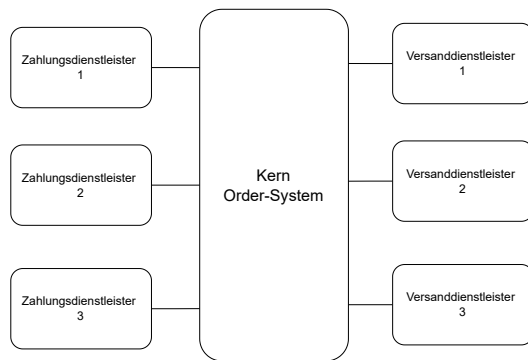 Zahlungsdienstleister
1
Zahlungsdienstleister
2
Zahlungsdienstleister
3
Kern
Order-System
Versanddienstleister
1
Versanddienstleister
2
Versanddienstleister
3